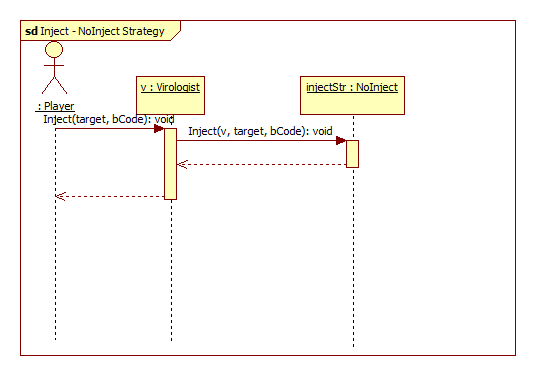 sd Inject - NoInject Strategy
v : Virologist
injectStr : NoInject
: Player
Inject(target, bCode): void
Inject(v, target, bCode): void